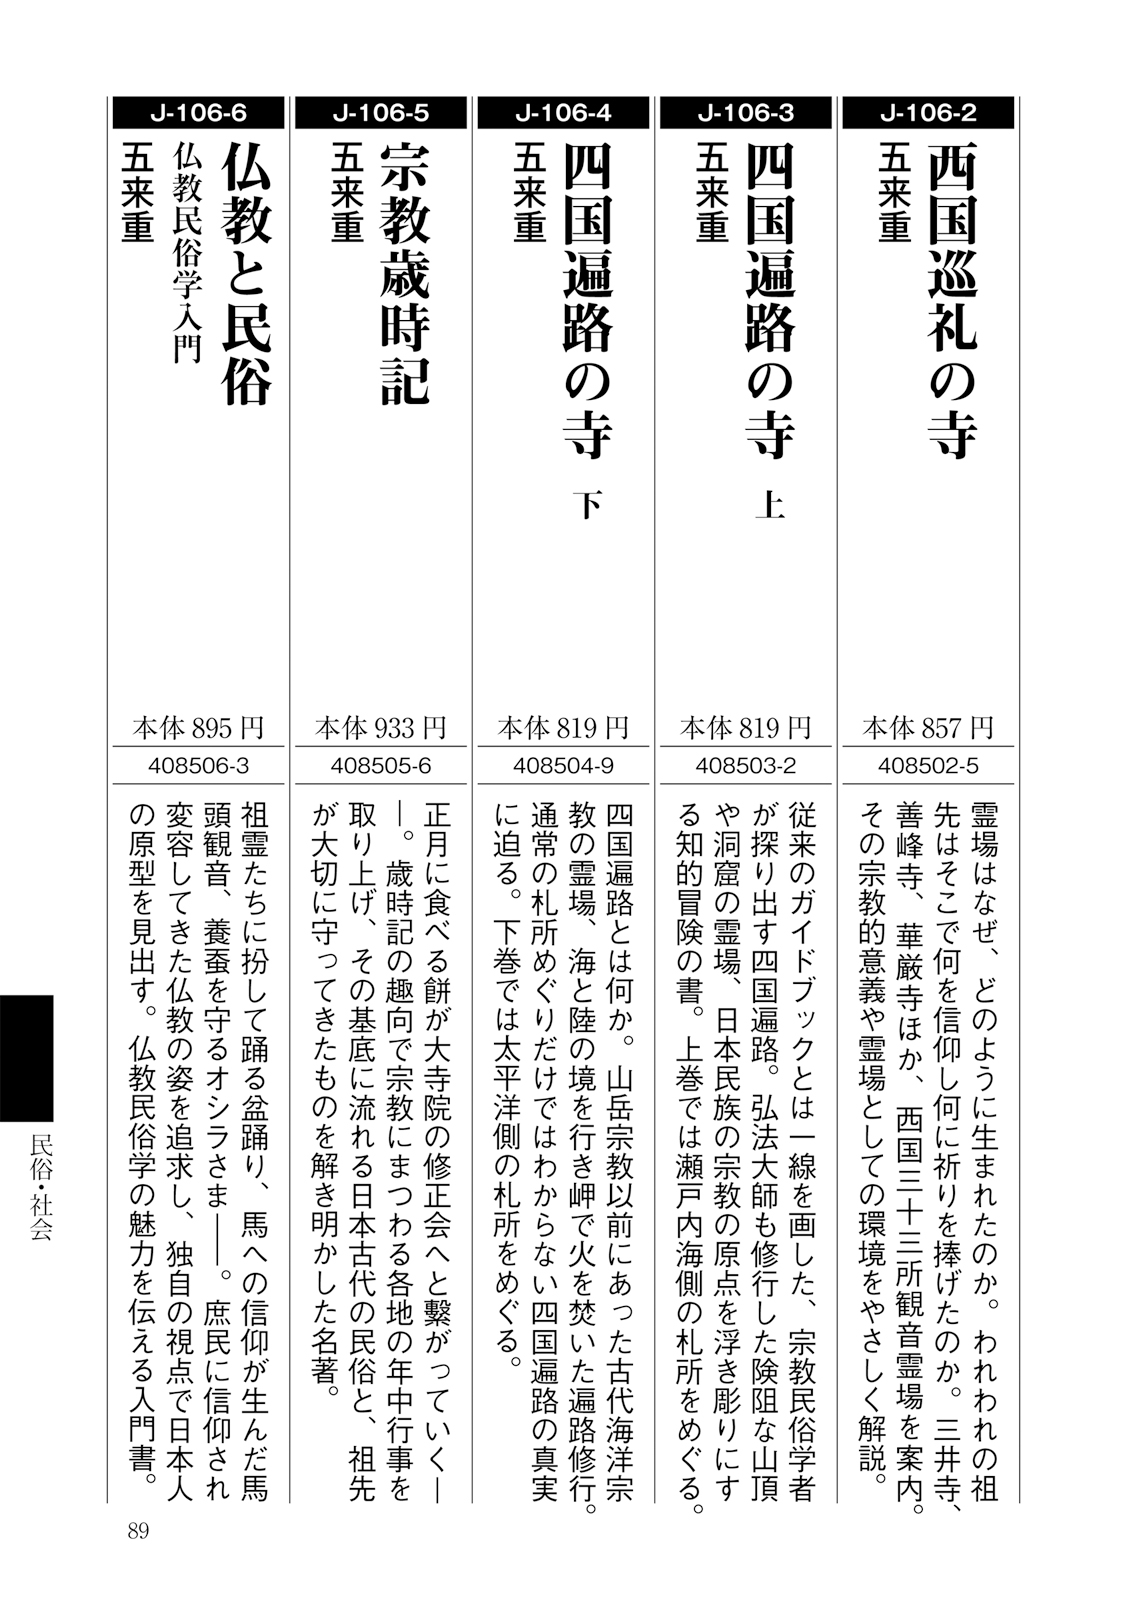 J-106-2
西国巡礼の寺
五来重
本体 857 円
408502-5
霊場はなぜ、どのように生まれたのか。われわれの祖
先はそこで何を信仰し何に祈りを捧げたのか。三井寺、
善峰寺、華厳寺ほか、西国三十三所観音霊場を案内。
その宗教的意義や霊場としての環境をやさしく解説。
J-106-3
四国遍路の寺 上
五来重
本体 819 円
408503-2
従来のガイドブックとは一線を画した、宗教民俗学者
が探り出す四国遍路。弘法大師も修行した険阻な山頂
や洞窟の霊場、日本民族の宗教の原点を浮き彫りにす
る知的冒険の書。上巻では瀬戸内海側の札所をめぐる。
J-106-4
四国遍路の寺 下
五来重
本体 819 円
408504-9
四国遍路とは何か。山岳宗教以前にあった古代海洋宗
教の霊場、海と陸の境を行き岬で火を焚いた遍路修行。
通常の札所めぐりだけではわからない四国遍路の真実
に迫る。下巻では太平洋側の札所をめぐる。
J-106-5
宗教歳時記
五来重
本体 933 円
408505-6
正月に食べる餅が大寺院の修正会へと繫がっていく―
―。歳時記の趣向で宗教にまつわる各地の年中行事を
取り上げ、その基底に流れる日本古代の民俗と、祖先
が大切に守ってきたものを解き明かした名著。
J-106-6
仏教と民俗
仏教民俗学入門
五来重
本体 895 円
408506-3
祖霊たちに扮して踊る盆踊り、馬への信仰が生んだ馬
頭観音、養蚕を守るオシラさま――。庶民に信仰され
変容してきた仏教の姿を追求し、独自の視点で日本人
の原型を見出す。仏教民俗学の魅力を伝える入門書。
民俗・社会
89